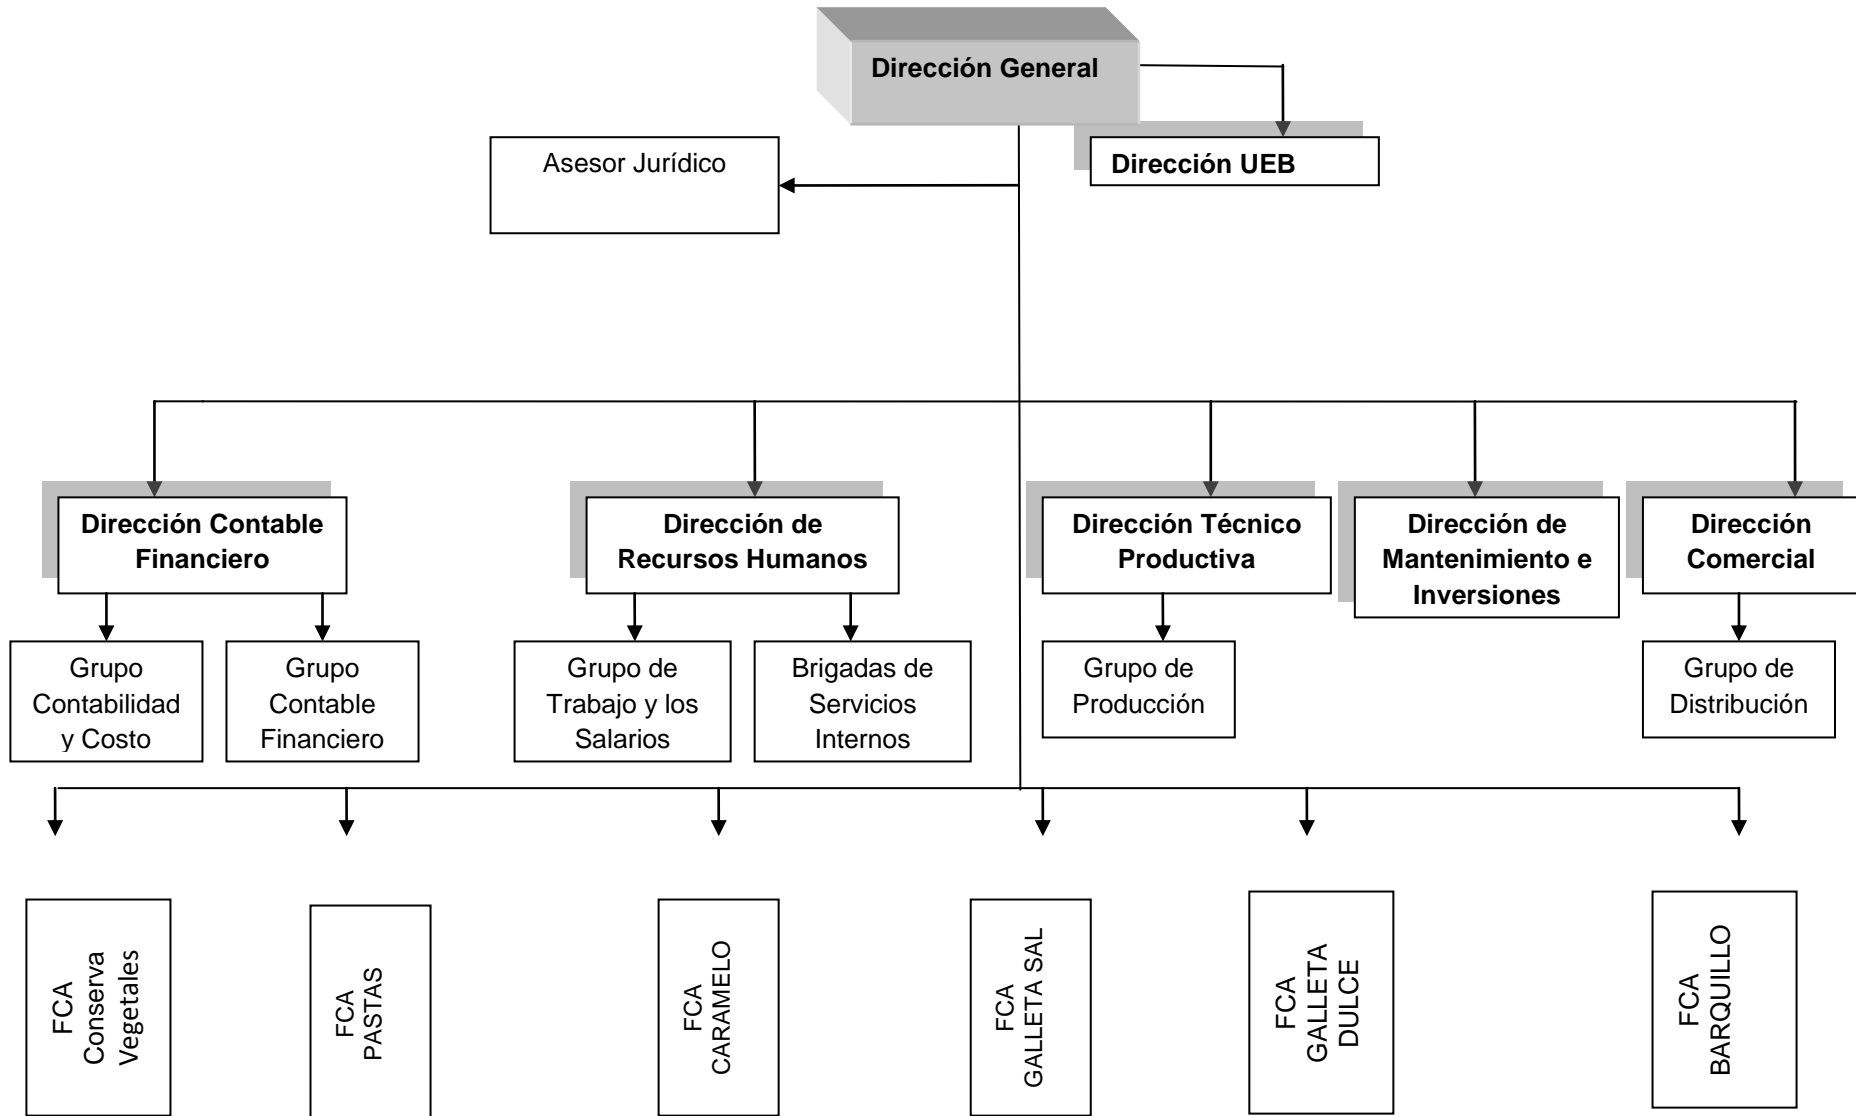 Dirección General
Asesor Jurídico
Dirección UEB
Dirección Contable
Financiero
Dirección de
Recursos Humanos
Dirección Técnico
Productiva
Dirección de
Mantenimiento e
Inversiones
Dirección
Comercial
Grupo
Contabilidad
y Costo
Grupo
Contable
Financiero
Grupo de
Trabajo y los
Salarios
Brigadas de
Servicios
Internos
Grupo de
Producción
Grupo de
Distribución
FCA
Conserva
Vegetales
FCA
PASTAS
FCA
CARAMELO
FCA
GALLETA SAL
FCA
GALLETA
DULCE
FCA
BARQUILLO